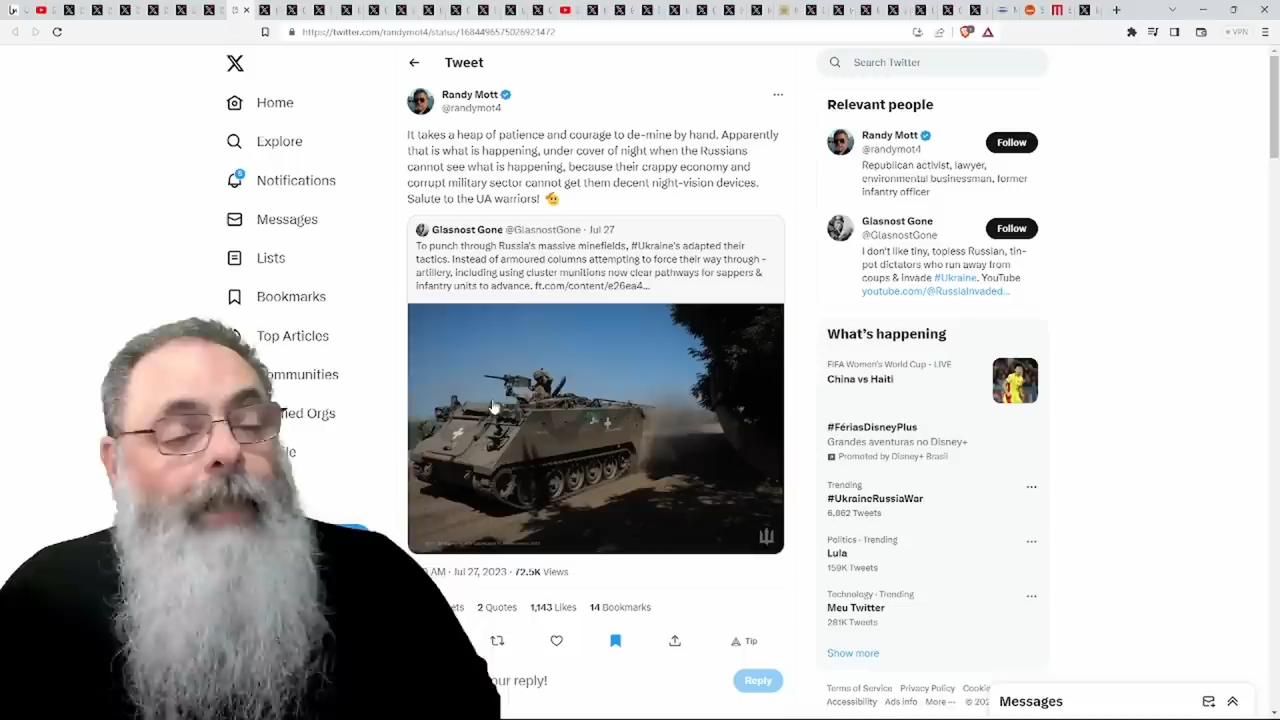 https://twitter.com/randymot4/status/1684496575026921472
VPN
Home
Explore
6
Notifications
Messages
Lists
Bookmarks
Top Articles
ommunities
ed Orgs
Tweet
Randy Mott
@randymot4
It takes a heap of patience and courage to de-mine by hand. Apparently
that is what is happening, under cover of night when the Russians
cannot see what is happening, because their crappy economy and
corrupt military sector cannot get them decent night-vision devices.
Salute to the UA warriors! 🫡
Glasnost Gone @GlasnostGone · Jul 27
To punch through Russia's massive minefields, #Ukraine's adapted their
tactics. Instead of armoured columns attempting to force their way through -
artillery, including using cluster munitions now clear pathways for sappers &
infantry units to advance. ft.com/content/e26ea4...
AM · Jul 27, 2023 · 72.5K Views
ets 2 Quotes 1,143 Likes 14 Bookmarks
Tip
our reply!
Reply
Search Twitter
Relevant people
Randy Mott
@randymot4
Follow
Republican activist, lawyer,
environmental businessman, former
infantry officer
Glasnost Gone
@GlasnostGone
Follow
I don't like tiny, topless Russian, tin-
pot dictators who run away from
coups & invade #Ukraine. YouTube
youtube.com/@RussiaInvaded...
What's happening
FIFA Women's World Cup · LIVE
China vs Haiti
#FériasDisneyPlus
Grandes aventuras no Disney+
Promoted by Disney+ Brasil
Trending
#UkraineRussiaWar
6,862 Tweets
Politics · Trending
Lula
159K Tweets
Technology · Trending
Meu Twitter
281K Tweets
Show more
Terms of Service Privacy Policy Cookie
Accessibility Ads info More ··· © 202
Messages